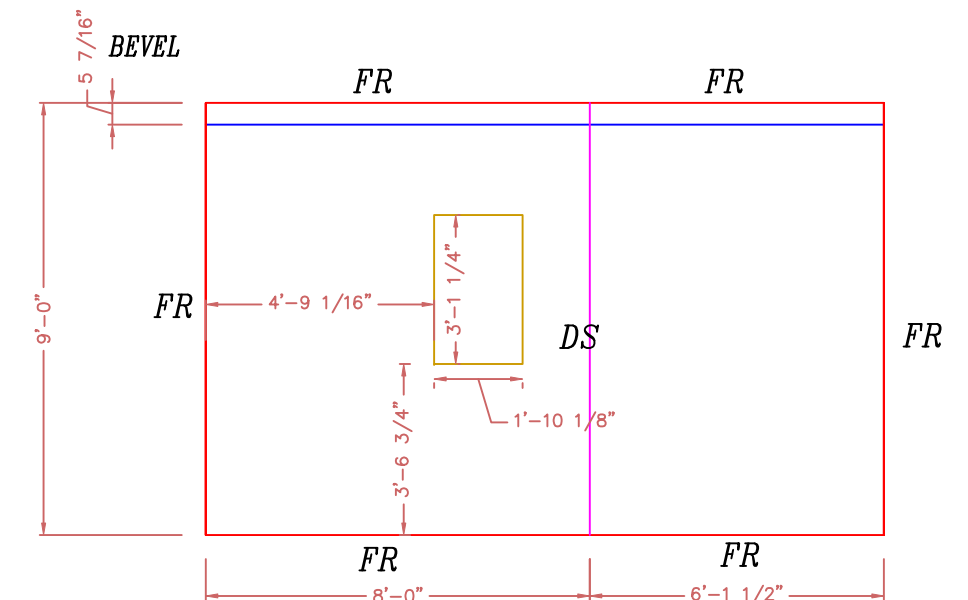 5 7/16"
BEVEL
FR
FR
3'-1 1/4"
4'-9 1/16"
FR
9'-0"
DS
FR
1'-10 1/8"
3'-6 3/4"
FR
FR
8'-0"
6'-1 1/2"